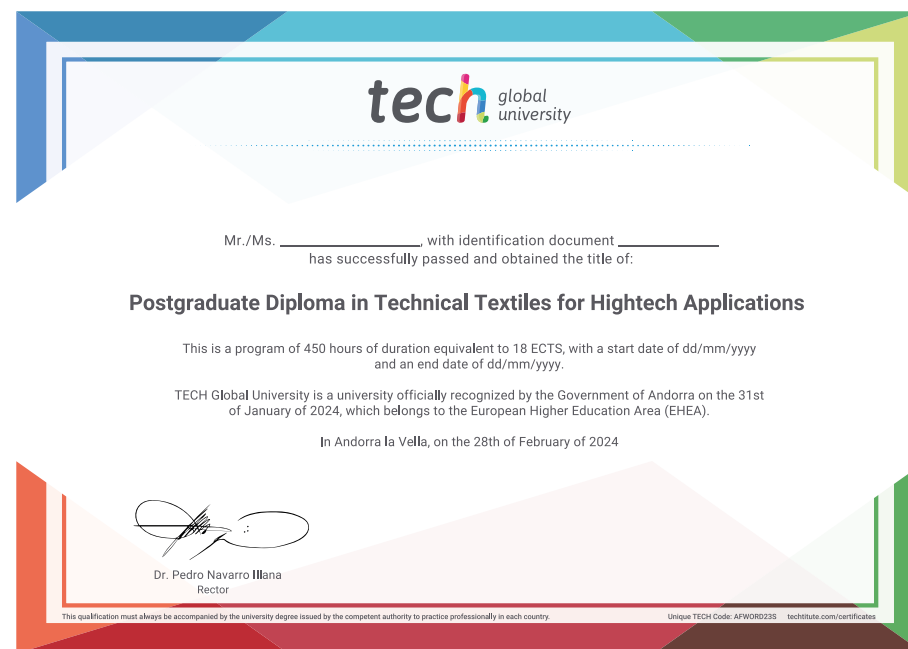 tech global
university
Mr./Ms. ____________________, with identification document ______________
has successfully passed and obtained the title of:
Postgraduate Diploma in Technical Textiles for Hightech Applications
This is a program of 450 hours of duration equivalent to 18 ECTS, with a start date of dd/mm/yyyy
and an end date of dd/mm/yyyy.
TECH Global University is a university officially recognized by the Government of Andorra on the 31st
of January of 2024, which belongs to the European Higher Education Area (EHEA).
In Andorra la Vella, on the 28th of February of 2024
Dr. Pedro Navarro Illana
Rector
This qualification must always be accompanied by the university degree issued by the competent authority to practice professionally in each country. Unique TECH Code: AFWORD23S techtitute.com/certificates